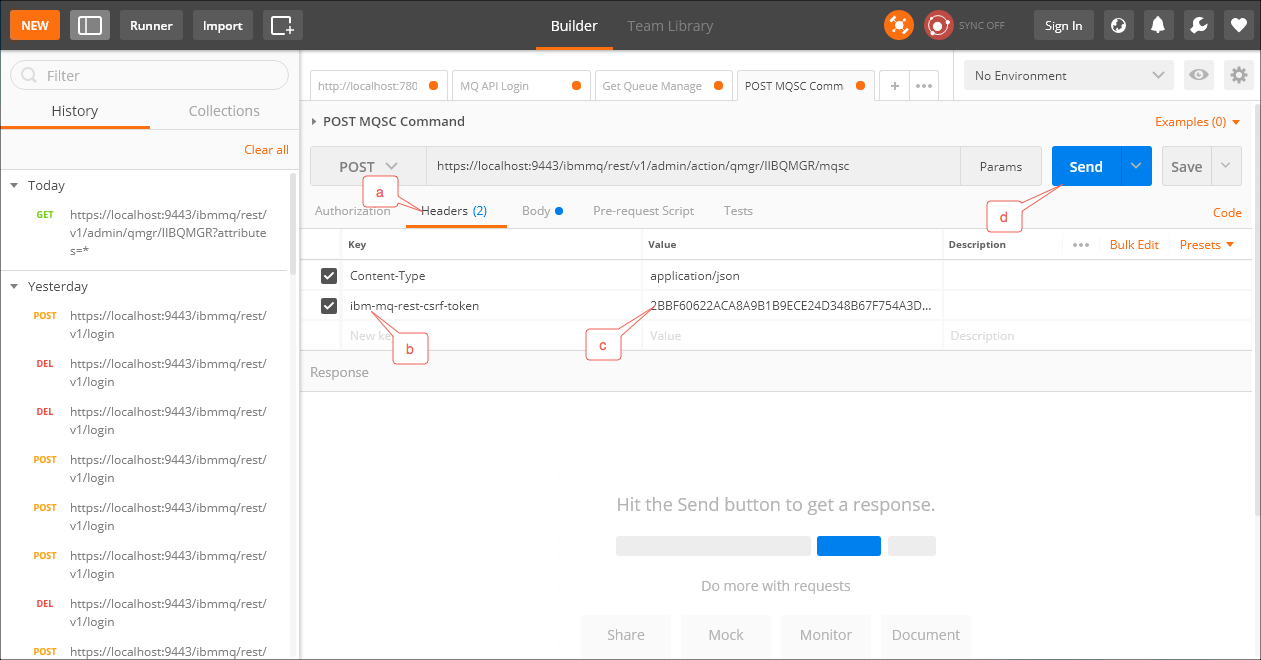 NEW
Runner
Import
Builder
Team Library
SYNC OFF
Sign In
Filter
History
Collections
Clear all
Today
GET
https://localhost:9443/ibmmq/rest/
v1/admin/qmgr/IIBQMGR?attribute
s=*
Yesterday
POST
https://localhost:9443/ibmmq/rest/
v1/login
DEL
https://localhost:9443/ibmmq/rest/
v1/login
DEL
https://localhost:9443/ibmmq/rest/
v1/login
POST
https://localhost:9443/ibmmq/rest/
v1/login
POST
https://localhost:9443/ibmmq/rest/
v1/login
POST
https://localhost:9443/ibmmq/rest/
v1/login
DEL
https://localhost:9443/ibmmq/rest/
v1/login
POST
https://localhost:9443/ibmmq/rest/
http://localhost:780
MQ API Login
Get Queue Manage
POST MQSC Comm
No Environment
POST MQSC Command
Examples (0)
POST
https://localhost:9443/ibmmq/rest/v1/admin/action/qmgr/IIBQMGR/mqsc
Params
Send
Save
a
d
Authorization
Headers (2)
Body
Pre-request Script
Tests
Code
Key
Value
Description
Bulk Edit
Presets
Content-Type
application/json
ibm-mq-rest-csrf-token
2BBF60622ACA8A9B1B9ECE24D348B67F754A3D...
New ke
b
c
Value
Description
Response
Hit the Send button to get a response.
Do more with requests
Share
Mock
Monitor
Document